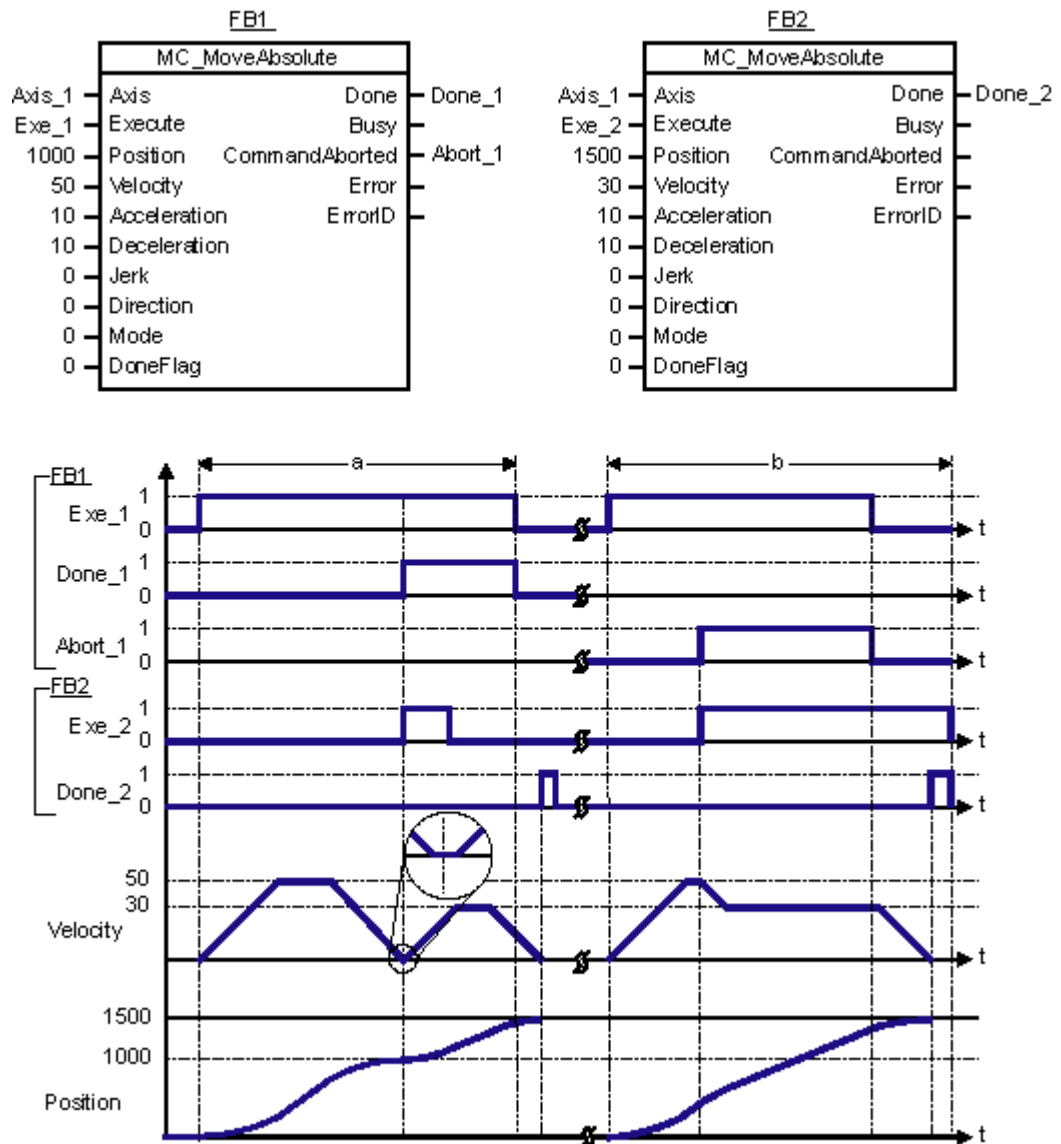 FB1 FB2
MC_MoveAbsolute MC_MoveAbsolute
Axis_1 Axis Done Done_1 Axis_1 Axis Done Done_2
Exe_1 Execute Busy Exe_2 Execute Busy
1000 Position CommandAborted Abort_1 1500 Position CommandAborted
50 Velocity Error 30 Velocity Error
10 Acceleration ErrorID 10 Acceleration ErrorID
10 Deceleration 10 Deceleration
0 Jerk 0 Jerk
0 Direction 0 Direction
0 Mode 0 Mode
0 DoneFlag 0 DoneFlag
a b
FB1
1
Exe_1
0 t
1
Done_1
0 t
1
Abort_1
0 t
FB2
1
Exe_2
0 t
1
Done_2
0 t
50
30
Velocity
t
1500
1000
Position
t